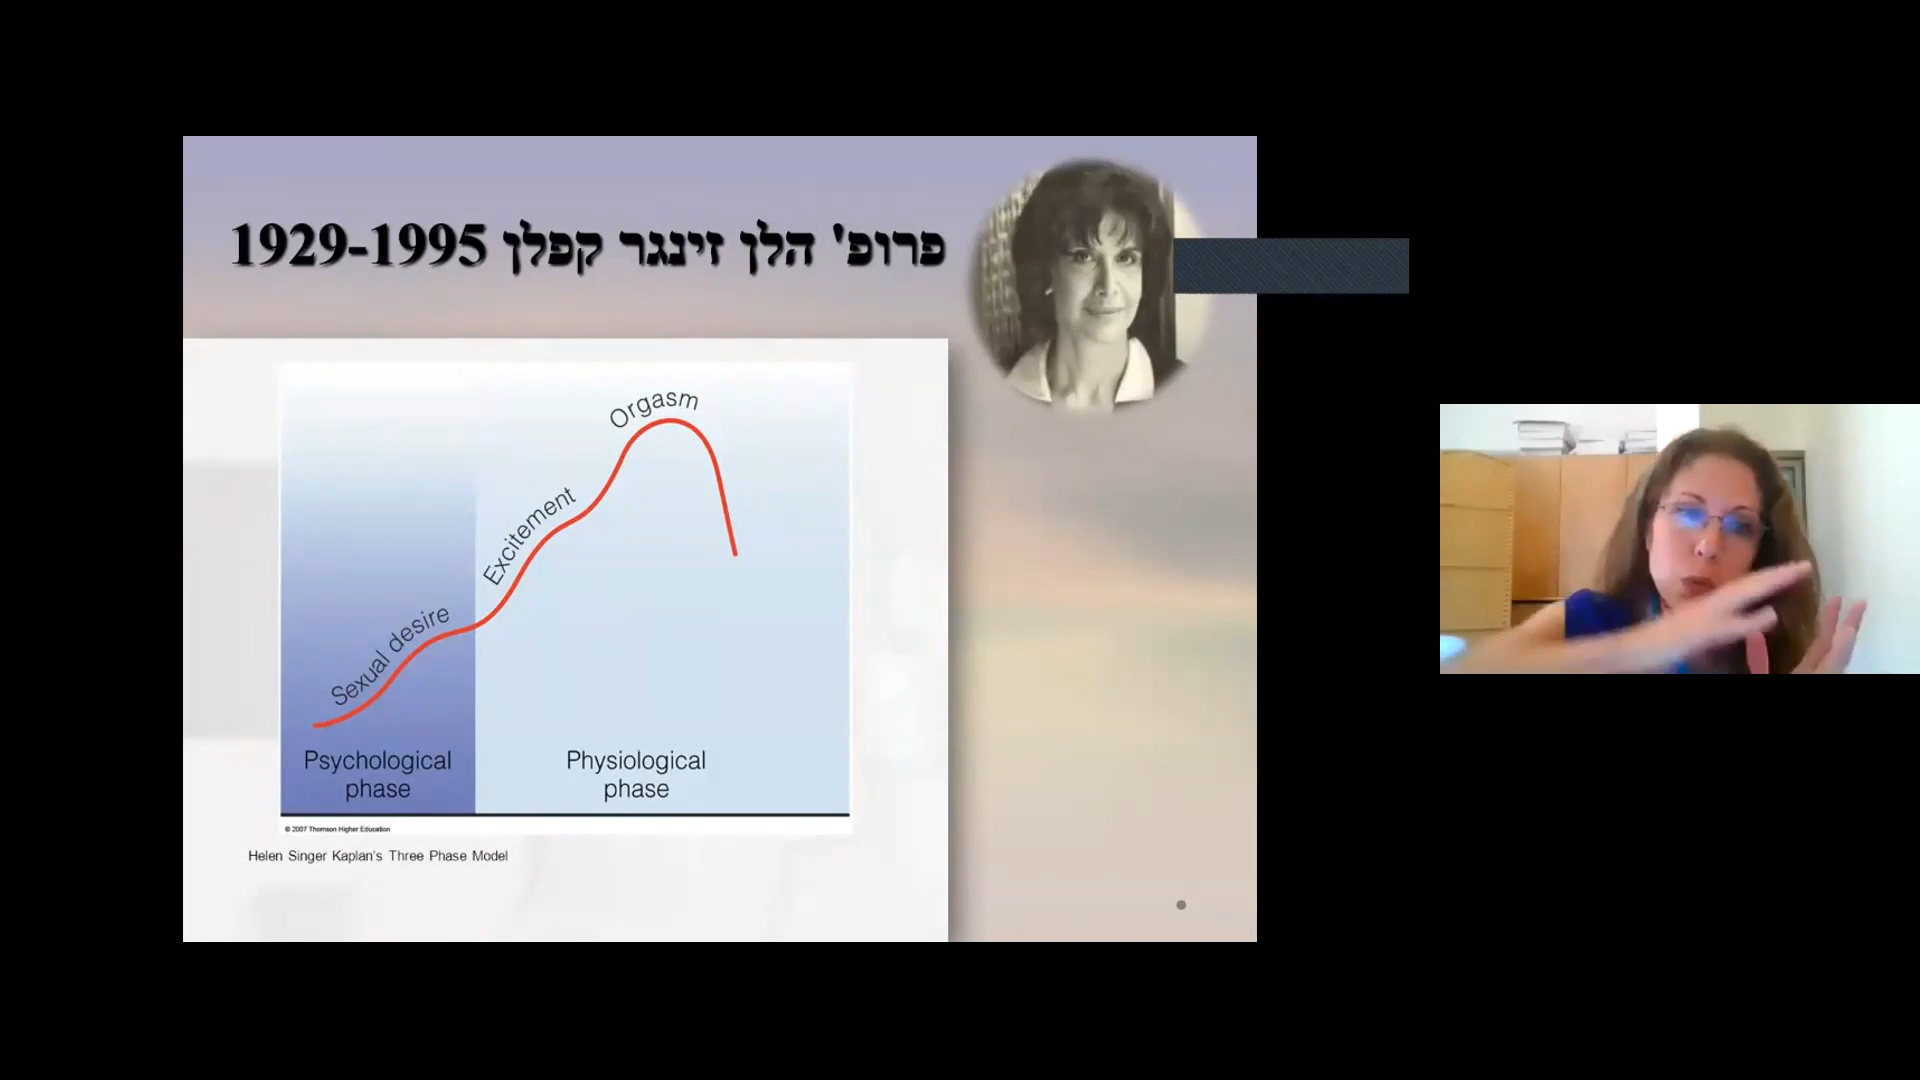 פרופ' הלן זינגר קפלן 1929-1995
Orgasm
Excitement
Sexual desire
Psychological
phase
Physiological
phase
© 2007 Thomson Higher Education
Helen Singer Kaplan's Three Phase Model